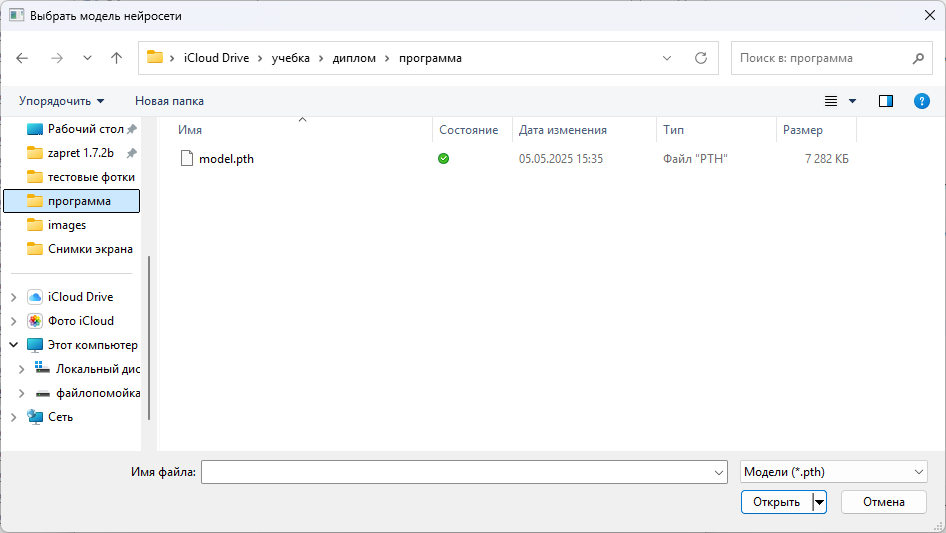 Выбрать модель нейросети
iCloud Drive
учебка
диплом
программа
Поиск в: программа
Упорядочить
Новая папка
Рабочий стол
zapret 1.7.2b
тестовые фотки
программа
images
Снимки экрана
iCloud Drive
Фото iCloud
Этот компьютер
Локальный дис
файлопомойка
Сеть
Имя Состояние Дата изменения Тип Размер
model.pth 05.05.2025 15:35 Файл "PTH" 7 282 КБ
Имя файла:
Модели (*.pth)
Открыть
Отмена